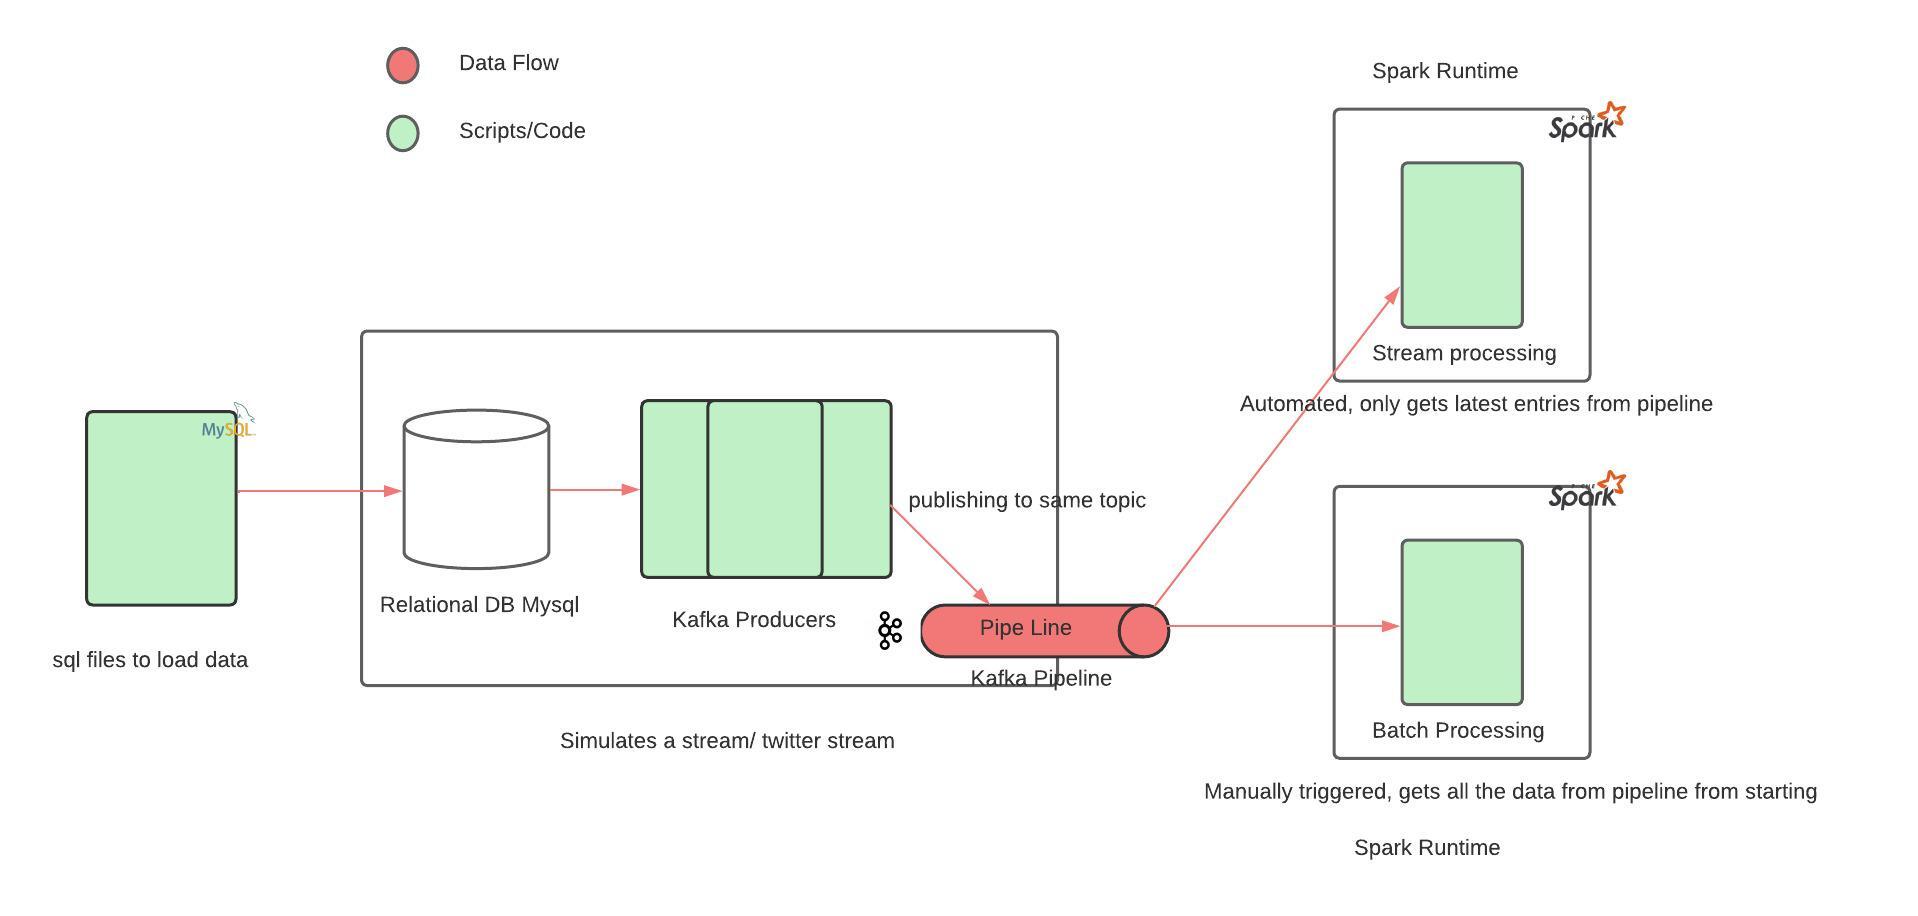 Data Flow
Scripts/Code
Spark Runtime
Spark
Stream processing
Automated, only gets latest entries from pipeline
MySQL
sql files to load data
Relational DB Mysql
Kafka Producers
publishing to same topic
Pipe Line
Kafka Pipeline
Simulates a stream/ twitter stream
Spark
Batch Processing
Manually triggered, gets all the data from pipeline from starting
Spark Runtime